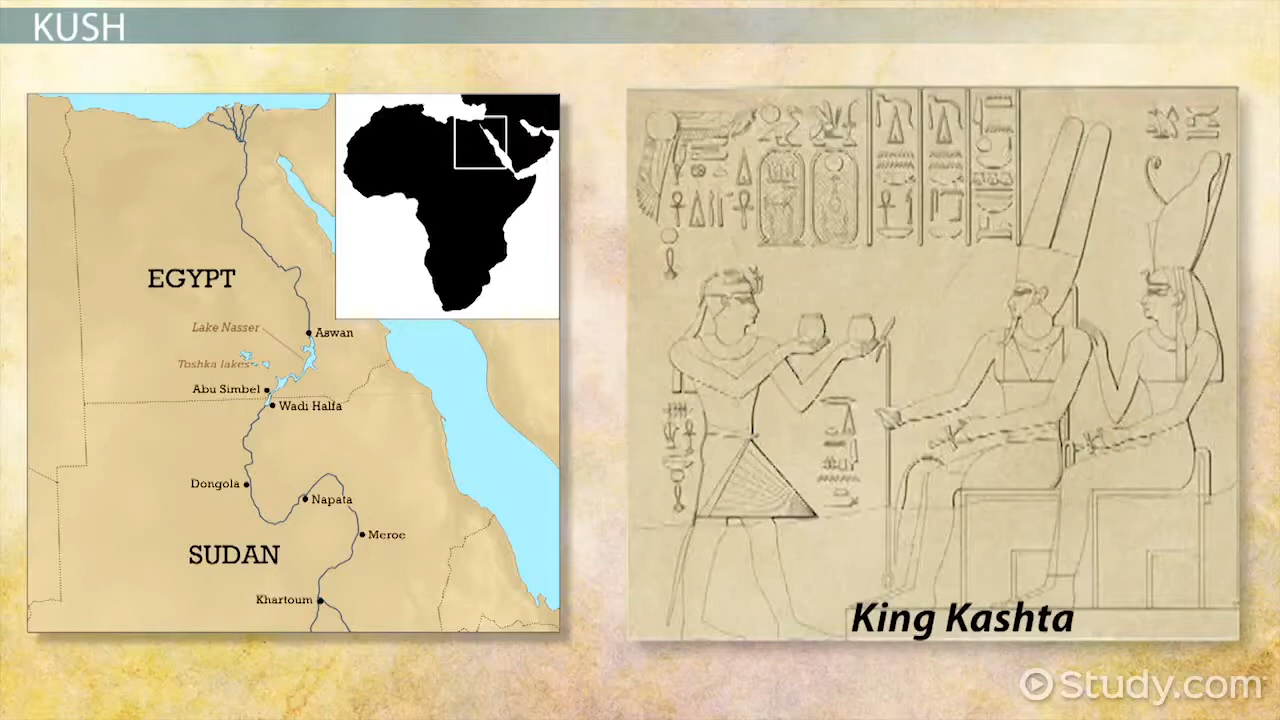 KUSH
EGYPT
Lake Nasser
Aswan
Toshka lakes
Abu Simbel
Wadi Halfa
Dongola
Napata
Meroe
SUDAN
Khartoum
King Kashta
Study.com